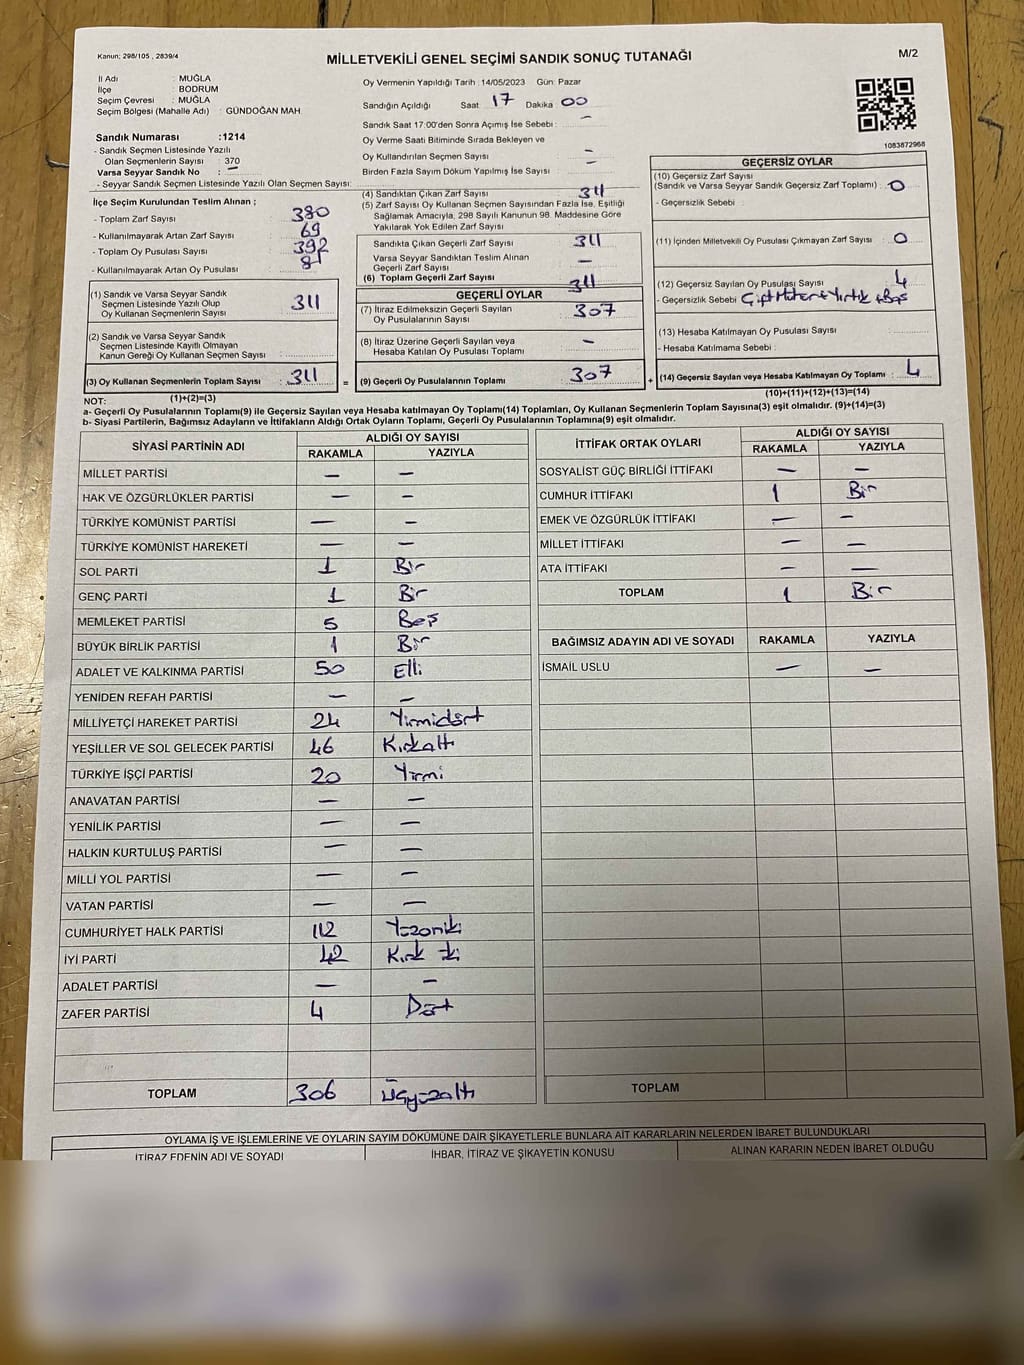 Kanun: 298/105 , 2839/4
MİLLETVEKİLİ GENEL SEÇİMİ SANDIK SONUÇ TUTANAĞI
M/2
İl Adı : MUĞLA
İlçe : BODRUM
Seçim Çevresi : MUĞLA
Seçim Bölgesi (Mahalle Adı) : GÜNDOĞAN MAH
Sandık Numarası :1214
- Sandık Seçmen Listesinde Yazılı
Olan Seçmenlerin Sayısı : 370
Varsa Seyyar Sandık No : –
- Seyyar Sandık Seçmen Listesinde Yazılı Olan Seçmen Sayısı:
Oy Vermenin Yapıldığı Tarih : 14/05/2023 Gün: Pazar
Sandığın Açıldığı Saat 17 Dakika 00
Sandık Saat 17:00'den Sonra Açımış İse Sebebi : –
Oy Verme Saati Bitiminde Sırada Bekleyen ve
Oy Kullandırılan Seçmen Sayısı –
Birden Fazla Sayım Döküm Yapılmış İse Sayısı –
1083872968
İlçe Seçim Kurulundan Teslim Alınan ;
- Toplam Zarf Sayısı 380
- Kullanılmayarak Artan Zarf Sayısı 69
- Toplam Oy Pusulası Sayısı 392
- Kullanılmayarak Artan Oy Pusulası 81
(4) Sandıktan Çıkan Zarf Sayısı 311
(5) Zarf Sayısı Oy Kullanan Seçmen Sayısından Fazla İse, Eşitliği
Sağlamak Amacıyla, 298 Sayılı Kanunun 98. Maddesine Göre
Yakılarak Yok Edilen Zarf Sayısı :
Sandıkta Çıkan Geçerli Zarf Sayısı 311
Varsa Seyyar Sandıktan Teslim Alınan
Geçerli Zarf Sayısı –
(6) Toplam Geçerli Zarf Sayısı 311
GEÇERSİZ OYLAR
(10) Geçersiz Zarf Sayısı
(Sandık ve Varsa Seyyar Sandık Geçersiz Zarf Toplamı) : 0
- Geçersizlik Sebebi :
(11) İçinden Milletvekili Oy Pusulası Çıkmayan Zarf Sayısı : 0
(12) Geçersiz Sayılan Oy Pusulası Sayısı : 4
- Geçersizlik Sebebi : Çift Mühür + Yırtık + Boş
(13) Hesaba Katılmayan Oy Pusulası Sayısı
- Hesaba Katılmama Sebebi :
(14) Geçersiz Sayılan veya Hesaba Katılmayan Oy Toplamı : 4
(10)+(11)+(12)+(13)=(14)
(1) Sandık ve Varsa Seyyar Sandık
Seçmen Listesinde Yazılı Olup
Oy Kullanan Seçmenlerin Sayısı : 311
(2) Sandık ve Varsa Seyyar Sandık
Seçmen Listesinde Kayıtlı Olmayan
Kanun Gereği Oy Kullanan Seçmen Sayısı :
(3) Oy Kullanan Seçmenlerin Toplam Sayısı : 311 =
(1)+(2)=(3)
GEÇERLİ OYLAR
(7) İtiraz Edilmeksizin Geçerli Sayılan
Oy Pusulalarının Sayısı : 307
(8) İtiraz Üzerine Geçerli Sayılan veya
Hesaba Katılan Oy Pusulası Toplamı : –
(9) Geçerli Oy Pusulalarının Toplamı : 307 +
NOT:
a- Geçerli Oy Pusulalarının Toplamı(9) ile Geçersiz Sayılan veya Hesaba katılmayan Oy Toplamı(14) Toplamları, Oy Kullanan Seçmenlerin Toplam Sayısına(3) eşit olmalıdır. (9)+(14)=(3)
b- Siyasi Partilerin, Bağımsız Adayların ve İttifakların Aldığı Ortak Oyların Toplamı, Geçerli Oy Pusulalarının Toplamına(9) eşit olmalıdır.
SİYASİ PARTİNİN ADI ALDIĞI OY SAYISI
RAKAMLA YAZIYLA
MİLLET PARTİSİ – –
HAK VE ÖZGÜRLÜKLER PARTİSİ – –
TÜRKİYE KOMÜNİST PARTİSİ – –
TÜRKİYE KOMÜNİST HAREKETİ – –
SOL PARTİ 1 Bir
GENÇ PARTİ 1 Bir
MEMLEKET PARTİSİ 5 Beş
BÜYÜK BİRLİK PARTİSİ 1 Bir
ADALET VE KALKINMA PARTİSİ 50 Elli
YENİDEN REFAH PARTİSİ – –
MİLLİYETÇİ HAREKET PARTİSİ 24 Yirmidört
YEŞİLLER VE SOL GELECEK PARTİSİ 46 Kırkaltı
TÜRKİYE İŞÇİ PARTİSİ 20 Yirmi
ANAVATAN PARTİSİ – –
YENİLİK PARTİSİ – –
HALKIN KURTULUŞ PARTİSİ – –
MİLLİ YOL PARTİSİ – –
VATAN PARTİSİ – –
CUMHURİYET HALK PARTİSİ 112 Yüzoniki
İYİ PARTİ 42 Kırk iki
ADALET PARTİSİ – –
ZAFER PARTİSİ 4 Dört
TOPLAM 306 Üçyüzaltı
İTTİFAK ORTAK OYLARI ALDIĞI OY SAYISI
RAKAMLA YAZIYLA
SOSYALİST GÜÇ BİRLİĞİ İTTİFAKI – –
CUMHUR İTTİFAKI 1 Bir
EMEK VE ÖZGÜRLÜK İTTİFAKI – –
MİLLET İTTİFAKI – –
ATA İTTİFAKI – –
TOPLAM 1 Bir
BAĞIMSIZ ADAYIN ADI VE SOYADI RAKAMLA YAZIYLA
İSMAİL USLU – –
TOPLAM
OYLAMA İŞ VE İŞLEMLERİNE VE OYLARIN SAYIM DÖKÜMÜNE DAİR ŞİKAYETLERLE BUNLARA AİT KARARLARIN NELERDEN İBARET BULUNDUKLARI
İTİRAZ EDENİN ADI VE SOYADI
İHBAR, İTİRAZ VE ŞİKAYETİN KONUSU
ALINAN KARARIN NEDEN İBARET OLDUĞU